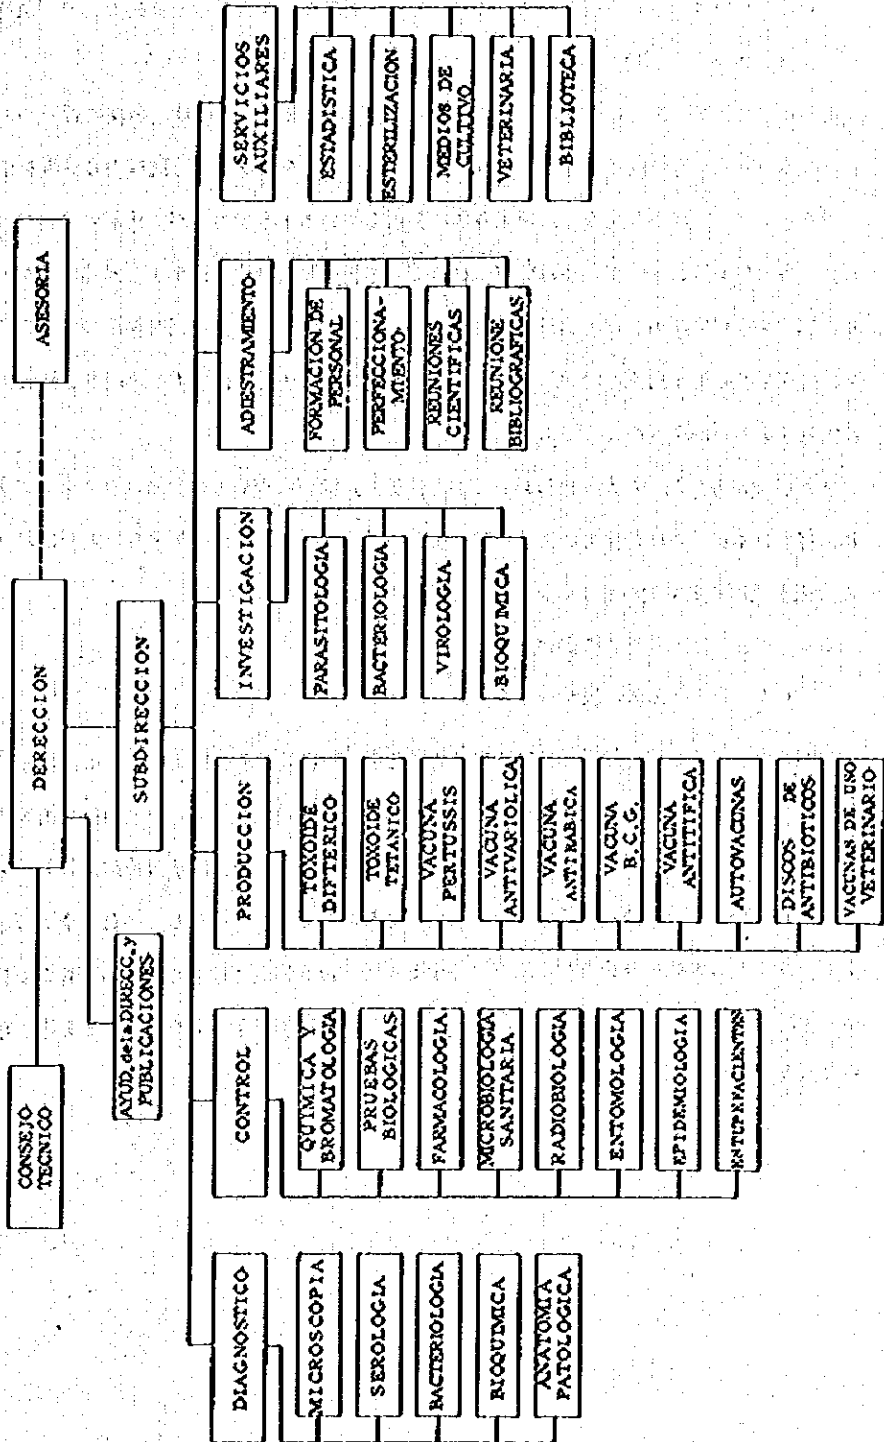 CONSEJO
TECNICO
DERECCION
ASESORIA
AYUD. de la DIRECC. y
PUBLICACIONES
SUBDIRECCION
DIAGNOSTICO
MICROSCOPIA
SEROLOGIA
BACTERIOLOGIA
BIOQUIMICA
ANATOMIA
PATOLOGICA
CONTROL
QUIMICA Y
BROMATOLOGIA
PRUEBAS
BIOLOGICAS
FARMACOLOGIA
MICROBIOLOGIA
SANITARIA
RADIOBIOLOGIA
ENTOMOLOGIA
EPIDEMIOLOGIA
ENTUPEFACIENTES
PRODUCCION
TOXOIDE
DIFTERICO
TOXOIDE
TETANICO
VACUNA
PERTUSSIS
VACUNA
ANTIVARIOLICA
VACUNA
ANTIRABICA
VACUNA
B.C.G.
VACUNA
ANTITIFICA
AUTOVACUNAS
DISCOS DE
ANTIBIOTICOS
VACUNAS DE USO
VETERINARIO
INVESTIGACION
PARASITOLOGIA
BACTERIOLOGIA
VIROLOGIA
BIOQUIMICA
ADIESTRAMIENTO
FORMACION DE
PERSONAL
PERFECCIONA-
MIENTO
REUNIONES
CIENTIFICAS
REUNIONE
BIBLIOGRAFICAS
SERVICIOS
AUXILIARES
ESTADISTICA
ESTERILIZACION
MEDIOS DE
CULTIVO
VETERINARIA
BIBLIOTECA